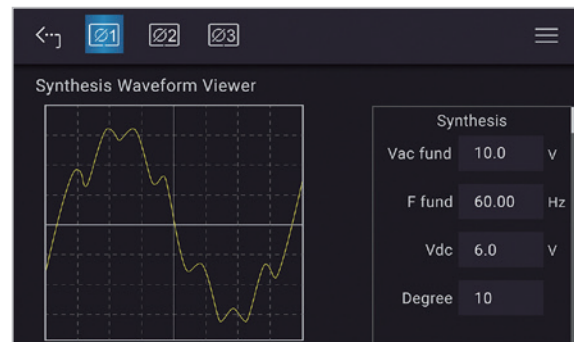 Ø1 Ø2 Ø3
Synthesis Waveform Viewer
Synthesis
Vac fund 10.0 V
F fund 60.00 Hz
Vdc 6.0 V
Degree 10